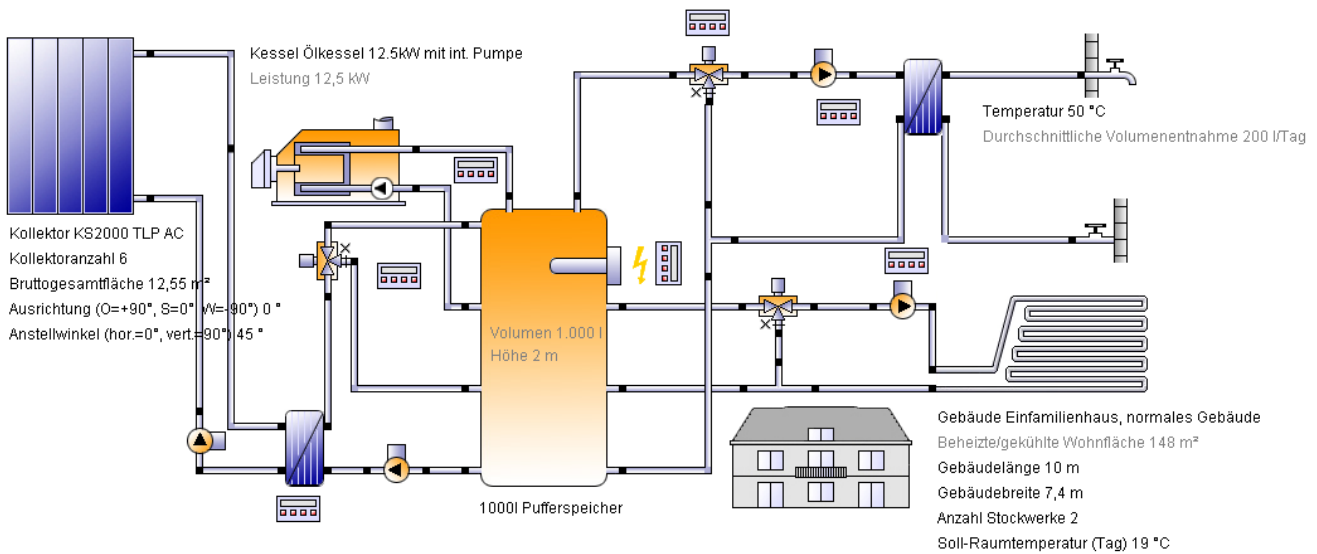 Kessel Ölkessel 12.5kW mit int. Pumpe
Leistung 12,5 kW
Temperatur 50 °C
Durchschnittliche Volumenentnahme 200 l/Tag
Kollektor KS2000 TLP AC
Kollektoranzahl 6
Bruttogesamtfläche 12,55 m²
Ausrichtung (O=+90°, S=0° W=-90°) 0 °
Anstellwinkel (hor.=0°, vert.=90°) 45 °
Volumen 1.000 l
Höhe 2 m
1000l Pufferspeicher
Gebäude Einfamilienhaus, normales Gebäude
Beheizte/gekühlte Wohnfläche 148 m²
Gebäudelänge 10 m
Gebäudebreite 7,4 m
Anzahl Stockwerke 2
Soll-Raumtemperatur (Tag) 19 °C